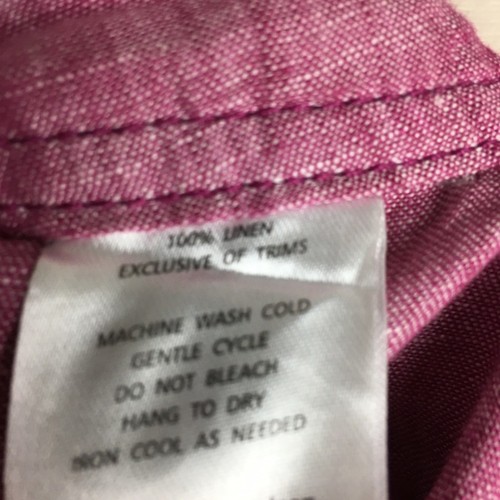 100% LINEN
EXCLUSIVE OF TRIMS
MACHINE WASH COLD
GENTLE CYCLE
DO NOT BLEACH
HANG TO DRY
IRON COOL AS NEEDED